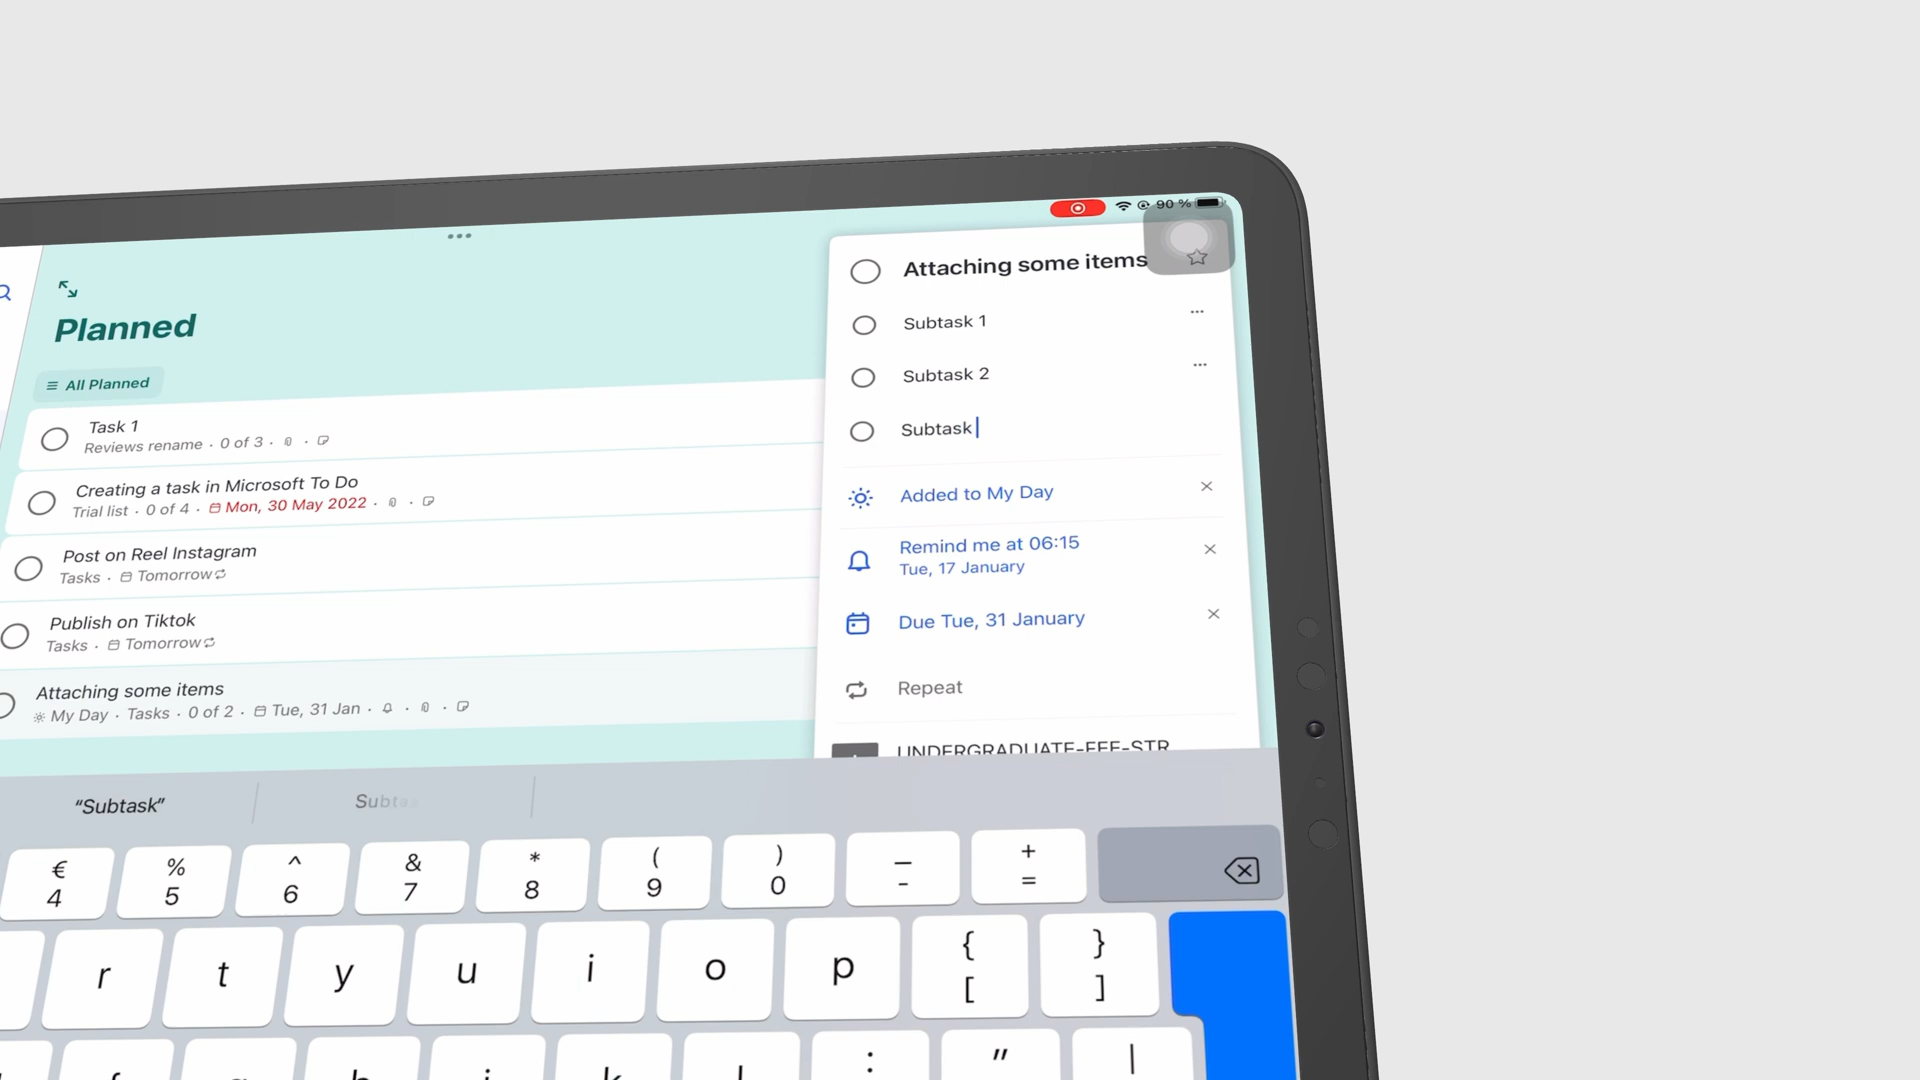 90 %
Planned
All Planned
Task 1
Reviews rename · 0 of 3 ·
Creating a task in Microsoft To Do
Trial list · 0 of 4 · Mon, 30 May 2022 ·
Post on Reel Instagram
Tasks · Tomorrow
Publish on Tiktok
Tasks · Tomorrow
Attaching some items
My Day · Tasks · 0 of 2 · Tue, 31 Jan ·
Attaching some items
Subtask 1
Subtask 2
Subtask
Added to My Day
Remind me at 06:15
Tue, 17 January
Due Tue, 31 January
Repeat
UNDERGRADUATE-FEE-STR
“Subtask”
€ % ^ & * ( ) _ +
4 5 6 7 8 9 0 - =
r t y u i o p { }
[ ]
: " |